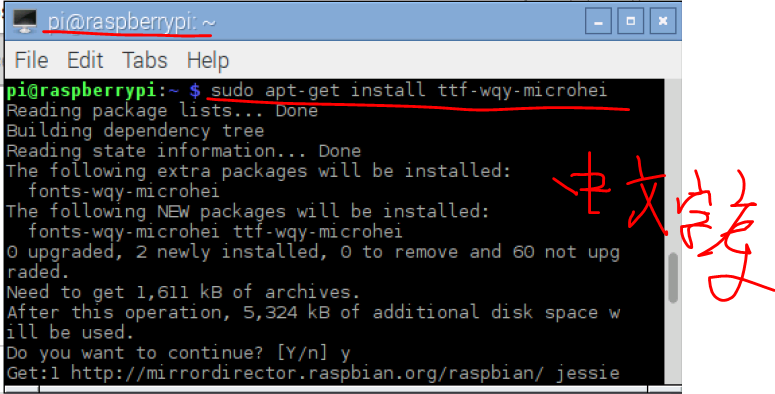 pi@raspberrypi: ~
File Edit Tabs Help
pi@raspberrypi:~ $ sudo apt-get install ttf-wqy-microhei
Reading package lists... Done
Building dependency tree
Reading state information... Done
The following extra packages will be installed:
  fonts-wqy-microhei
The following NEW packages will be installed:
  fonts-wqy-microhei ttf-wqy-microhei
0 upgraded, 2 newly installed, 0 to remove and 60 not upg
raded.
Need to get 1,611 kB of archives.
After this operation, 5,324 kB of additional disk space w
ill be used.
Do you want to continue? [Y/n] y
Get:1 http://mirrordirector.raspbian.org/raspbian/ jessie
中文